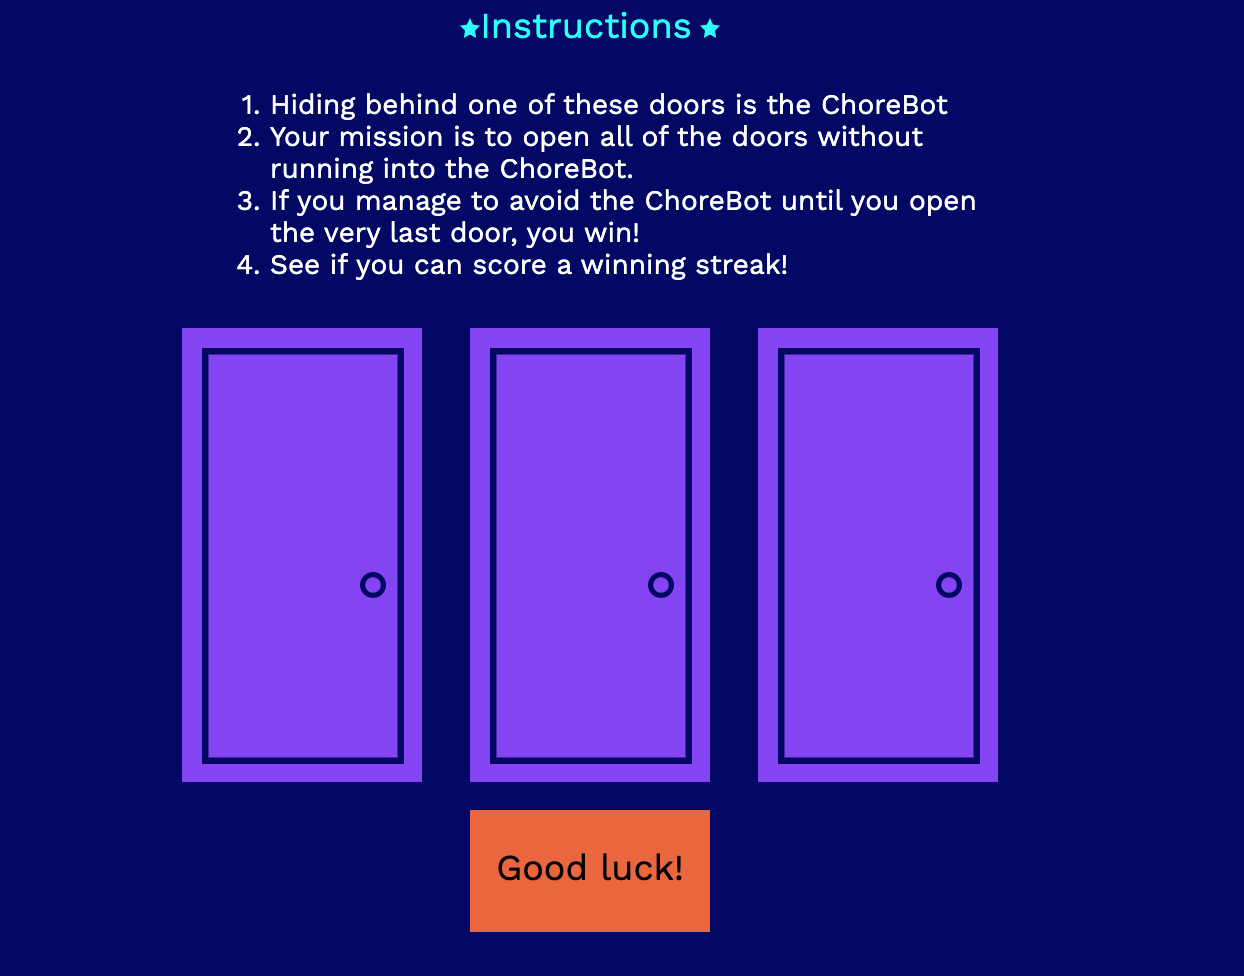 ★Instructions ★
1. Hiding behind one of these doors is the ChoreBot
2. Your mission is to open all of the doors without
running into the ChoreBot.
3. If you manage to avoid the ChoreBot until you open
the very last door, you win!
4. See if you can score a winning streak!
Good luck!